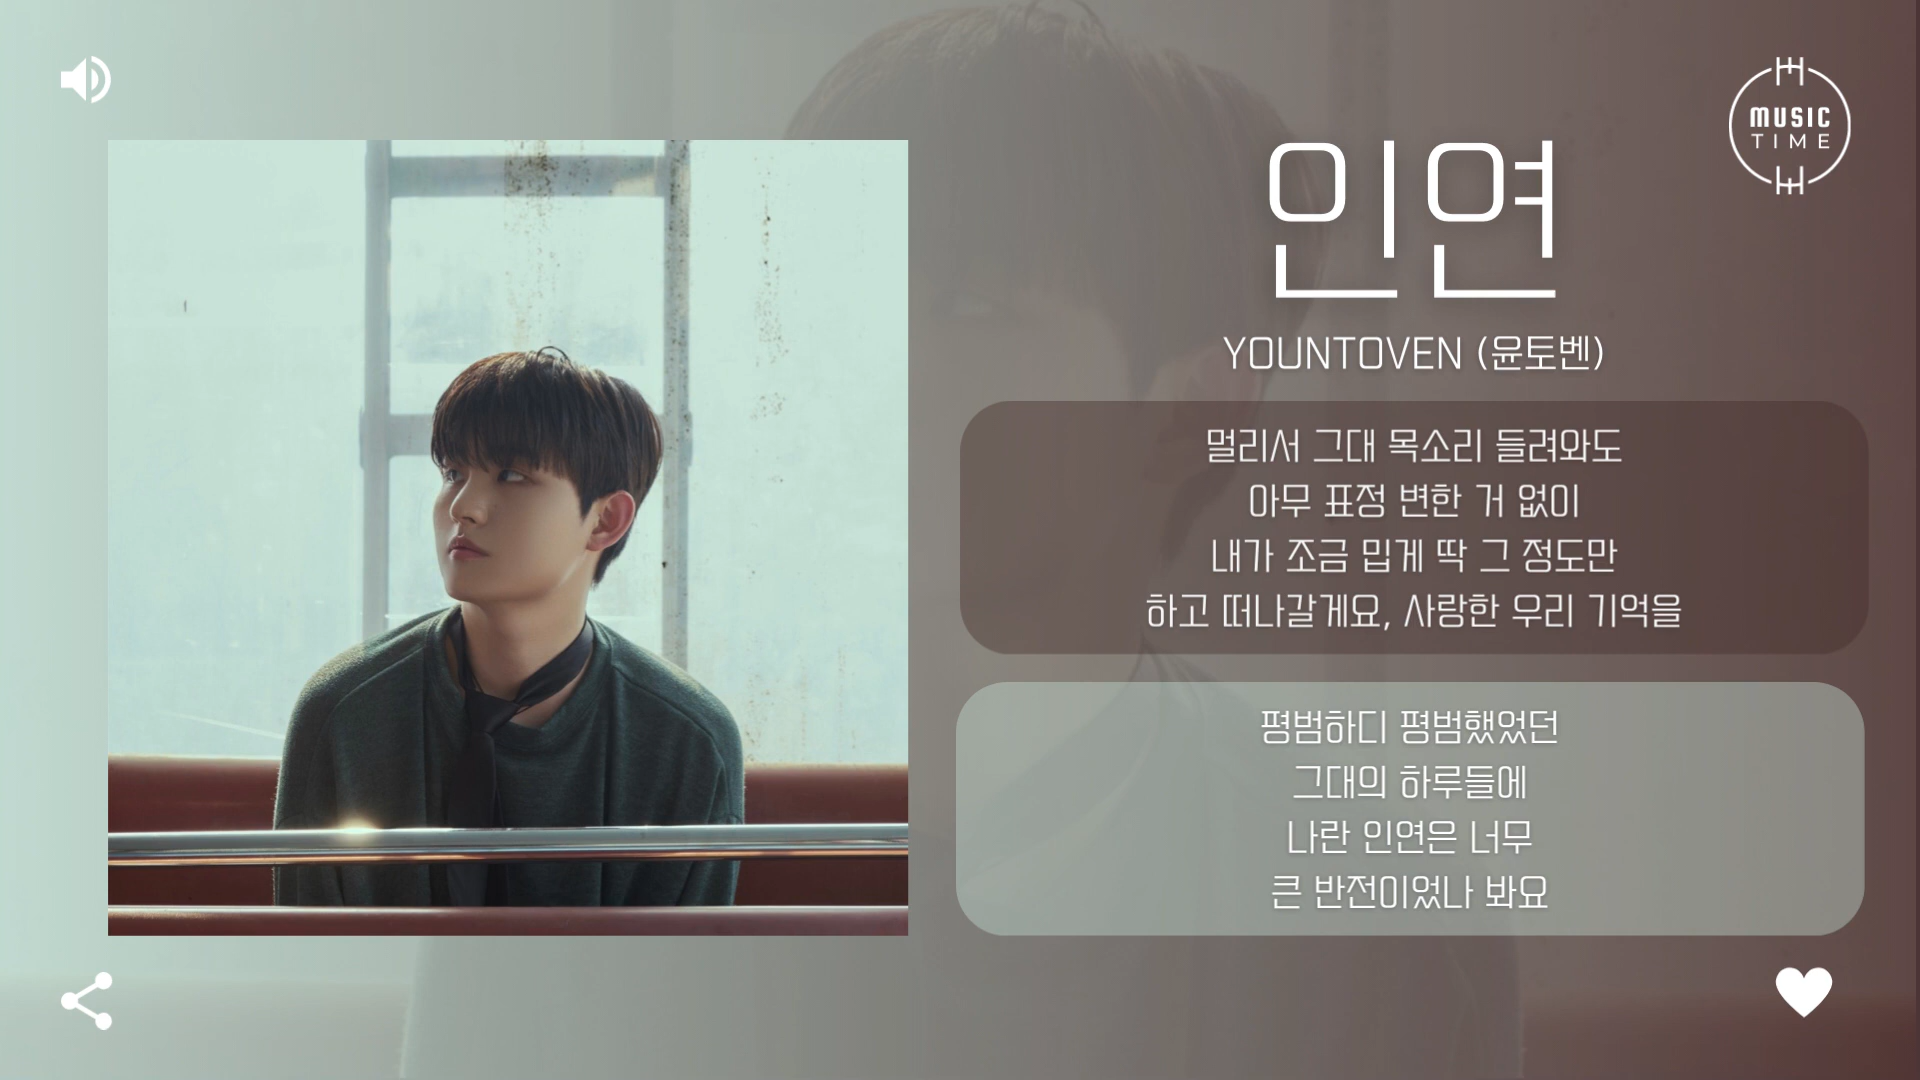 MUSIC
TIME
인연
YOUNTOVEN (윤토벤)
멀리서 그대 목소리 들려와도
아무 표정 변한 거 없이
내가 조금 밉게 딱 그 정도만
하고 떠나갈게요, 사랑한 우리 기억을
평범하디 평범했었던
그대의 하루들에
나란 인연은 너무
큰 반전이었나 봐요